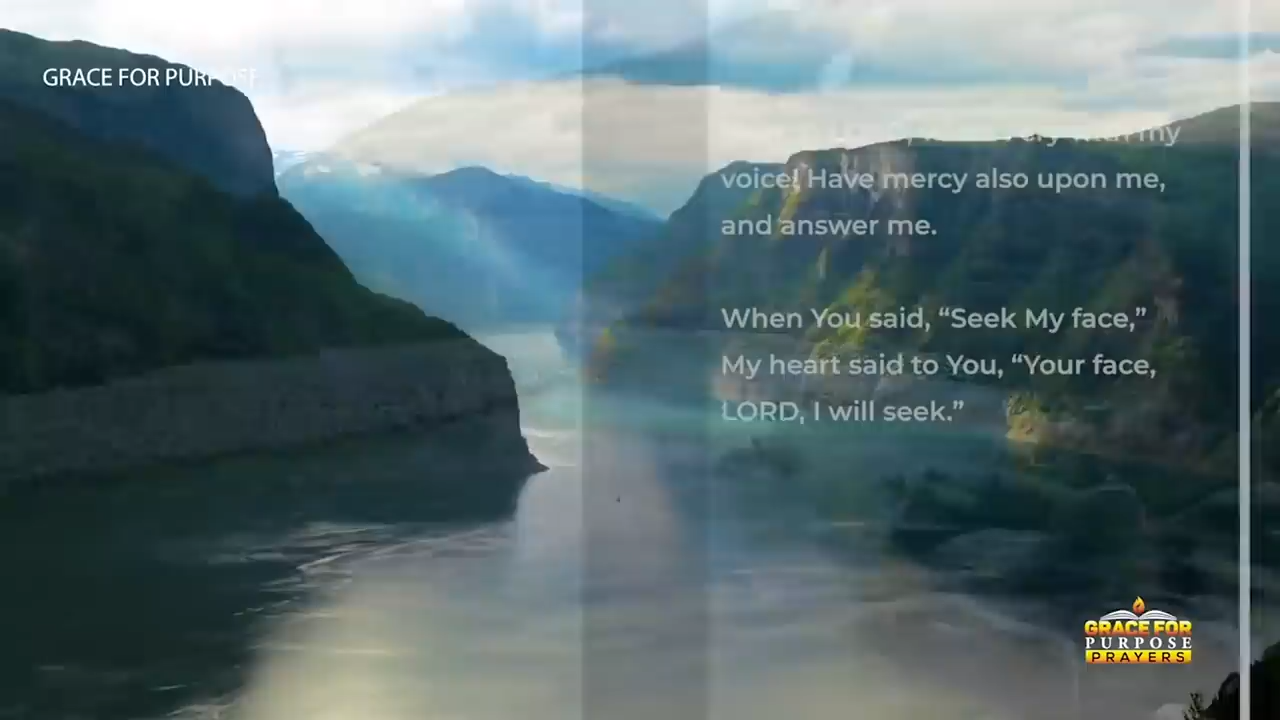 GRACE FOR PURPOSE
my
voice! Have mercy also upon me,
and answer me.
When You said, “Seek My face,”
My heart said to You, “Your face,
LORD, I will seek.”
GRACE FOR
PURPOSE
PRAYERS